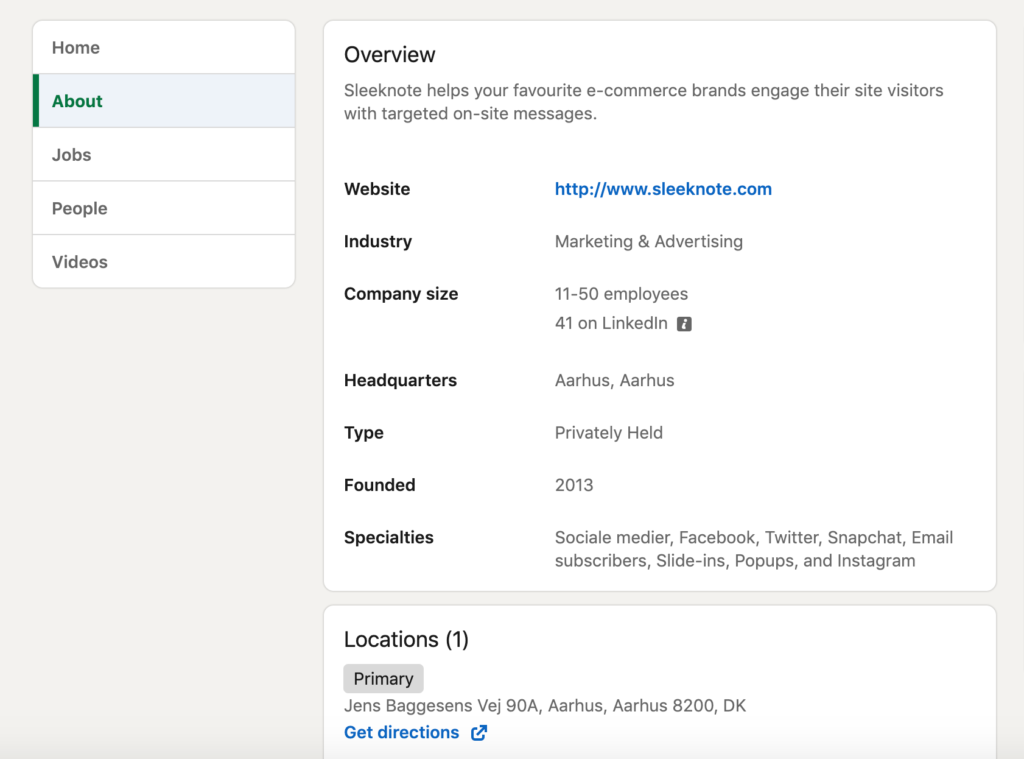 Home
About
Jobs
People
Videos
Overview
Sleeknote helps your favourite e-commerce brands engage their site visitors
with targeted on-site messages.
Website
http://www.sleeknote.com
Industry
Marketing & Advertising
Company size
11-50 employees
41 on LinkedIn
Headquarters
Aarhus, Aarhus
Type
Privately Held
Founded
2013
Specialties
Sociale medier, Facebook, Twitter, Snapchat, Email
subscribers, Slide-ins, Popups, and Instagram
Locations (1)
Primary
Jens Baggesens Vej 90A, Aarhus, Aarhus 8200, DK
Get directions